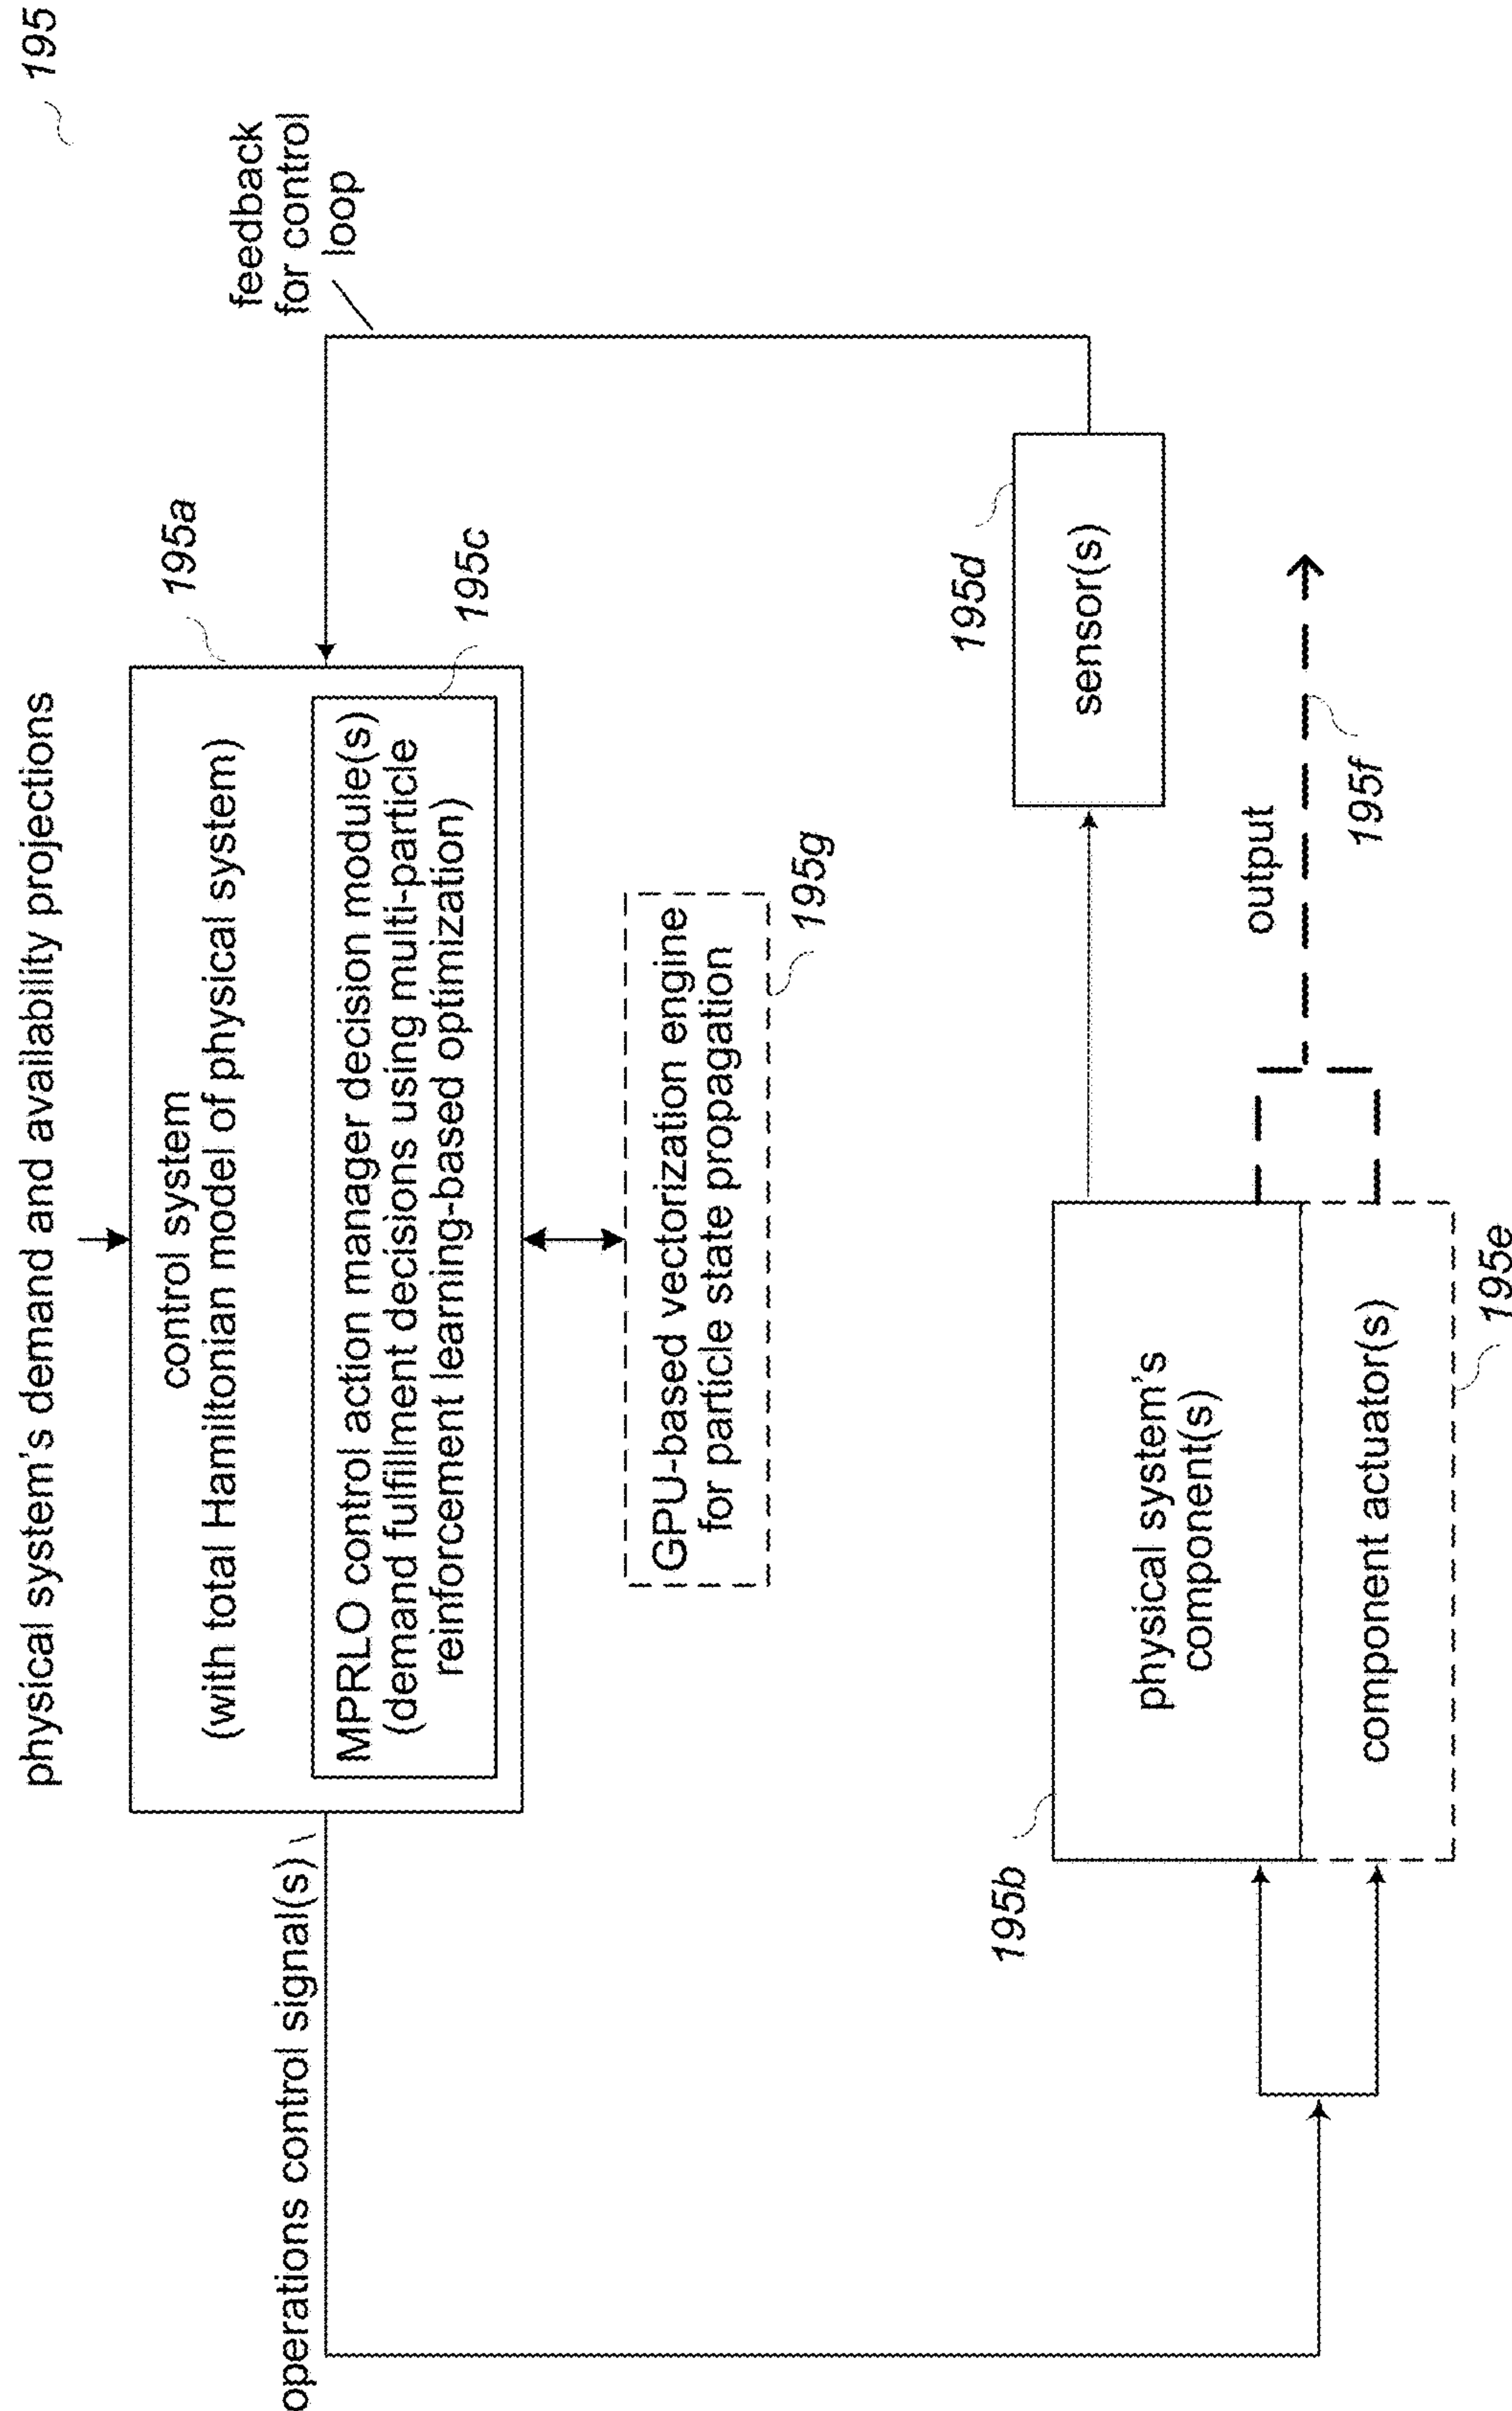 195
physical system's demand and availability projections
195a
control system
(with total Hamiltonian model of physical system)
feedback
for control
loop
operations control signal(s)
195c
MPRLO control action manager decision module(s)
(demand fulfillment decisions using multi-particle
reinforcement learning-based optimization)
GPU-based vectorization engine
for particle state propagation
195g
195d
sensor(s)
195b
physical system's
component(s)
output
195f
component actuator(s)
195e